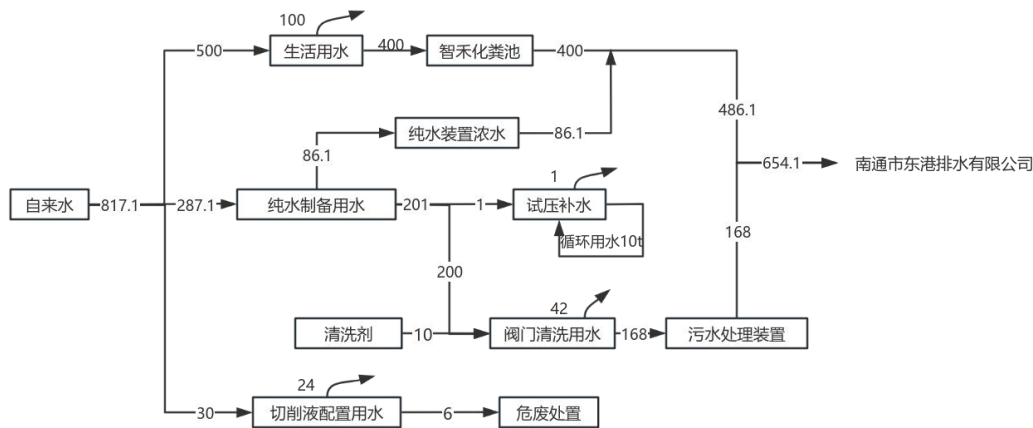 100
500
生活用水
400
智禾化粪池
400
486.1
纯水装置浓水
86.1
86.1
654.1
南通市东港排水有限公司
1
自来水
817.1
287.1
纯水制备用水
201
1
试压补水
循环用水10t
168
200
42
清洗剂
10
阀门清洗用水
168
污水处理装置
24
30
切削液配置用水
6
危废处置